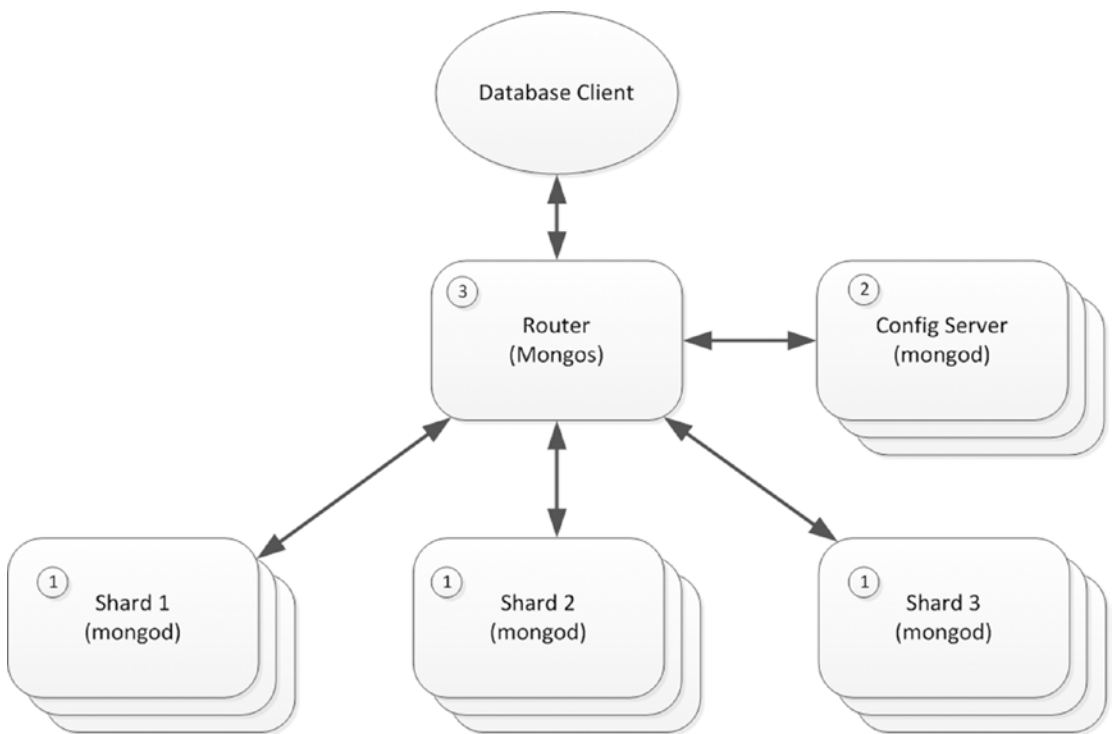 Database Client
3
Router
(Mongos)
2
Config Server
(mongod)
1
Shard 1
(mongod)
1
Shard 2
(mongod)
1
Shard 3
(mongod)